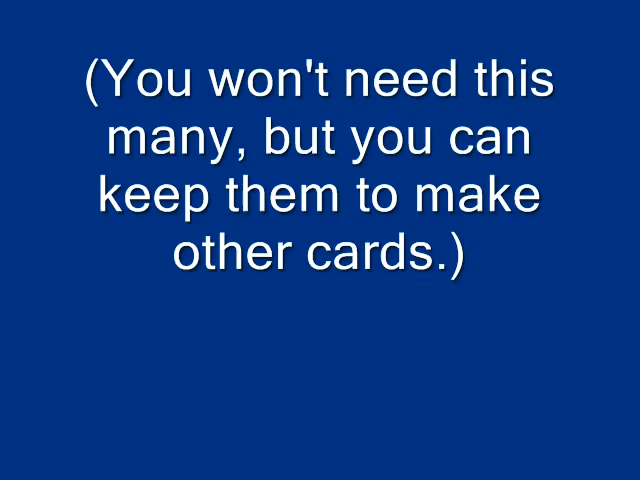 (You won't need this
many, but you can
keep them to make
other cards.)